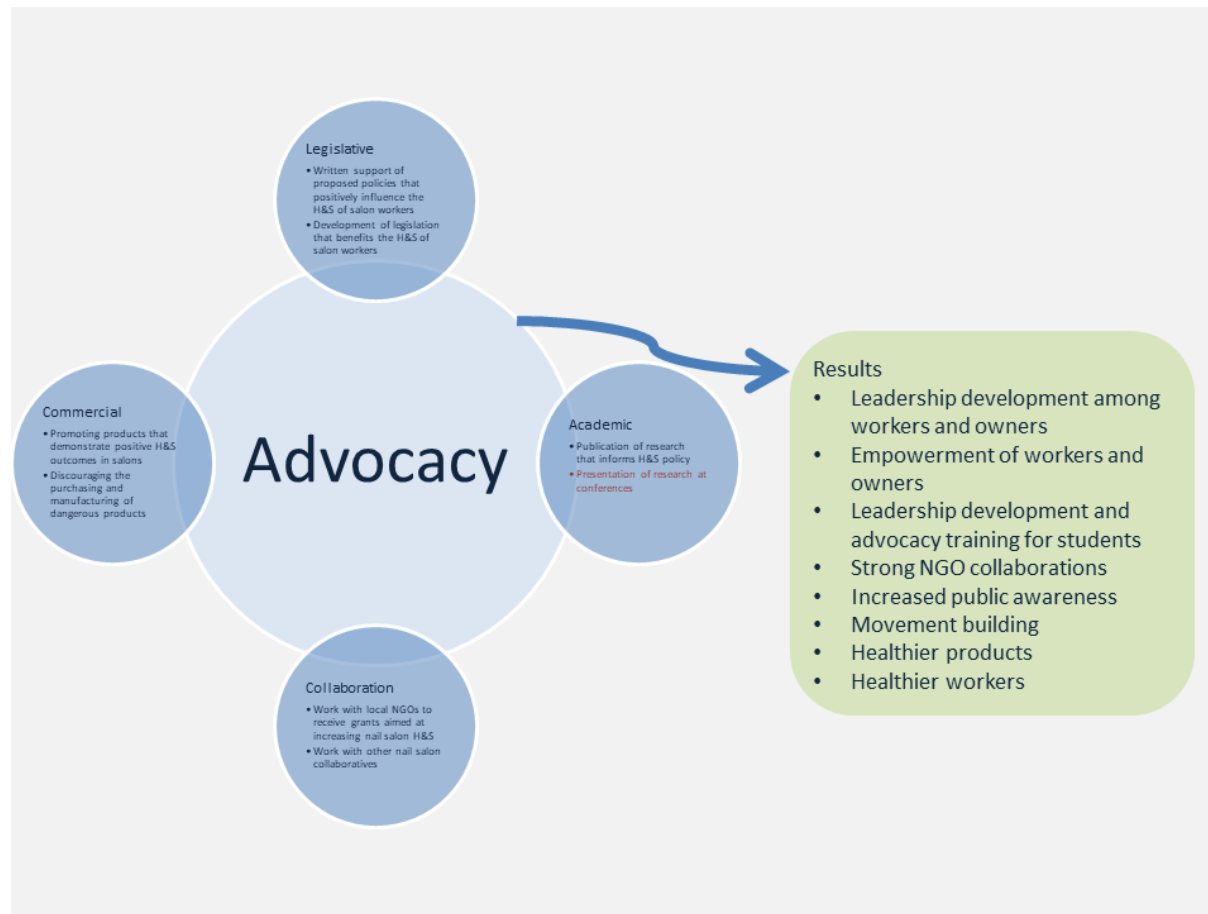 Legislative
• Written support of
proposed policies that
positively influence the
H&S of salon workers
• Development of legislation
that benefits the H&S of
salon workers
Commercial
• Promoting products that
demonstrate positive H&S
outcomes in salons
• Discouraging the
purchasing and
manufacturing of
dangerous products
Advocacy
Academic
• Publication of research
that informs H&S policy
• Presentation of research at
conferences
Collaboration
• Work with local NGOs to
receive grants aimed at
increasing nail salon H&S
• Work with other nail salon
collaboratives
Results
• Leadership development among
workers and owners
• Empowerment of workers and
owners
• Leadership development and
advocacy training for students
• Strong NGO collaborations
• Increased public awareness
• Movement building
• Healthier products
• Healthier workers